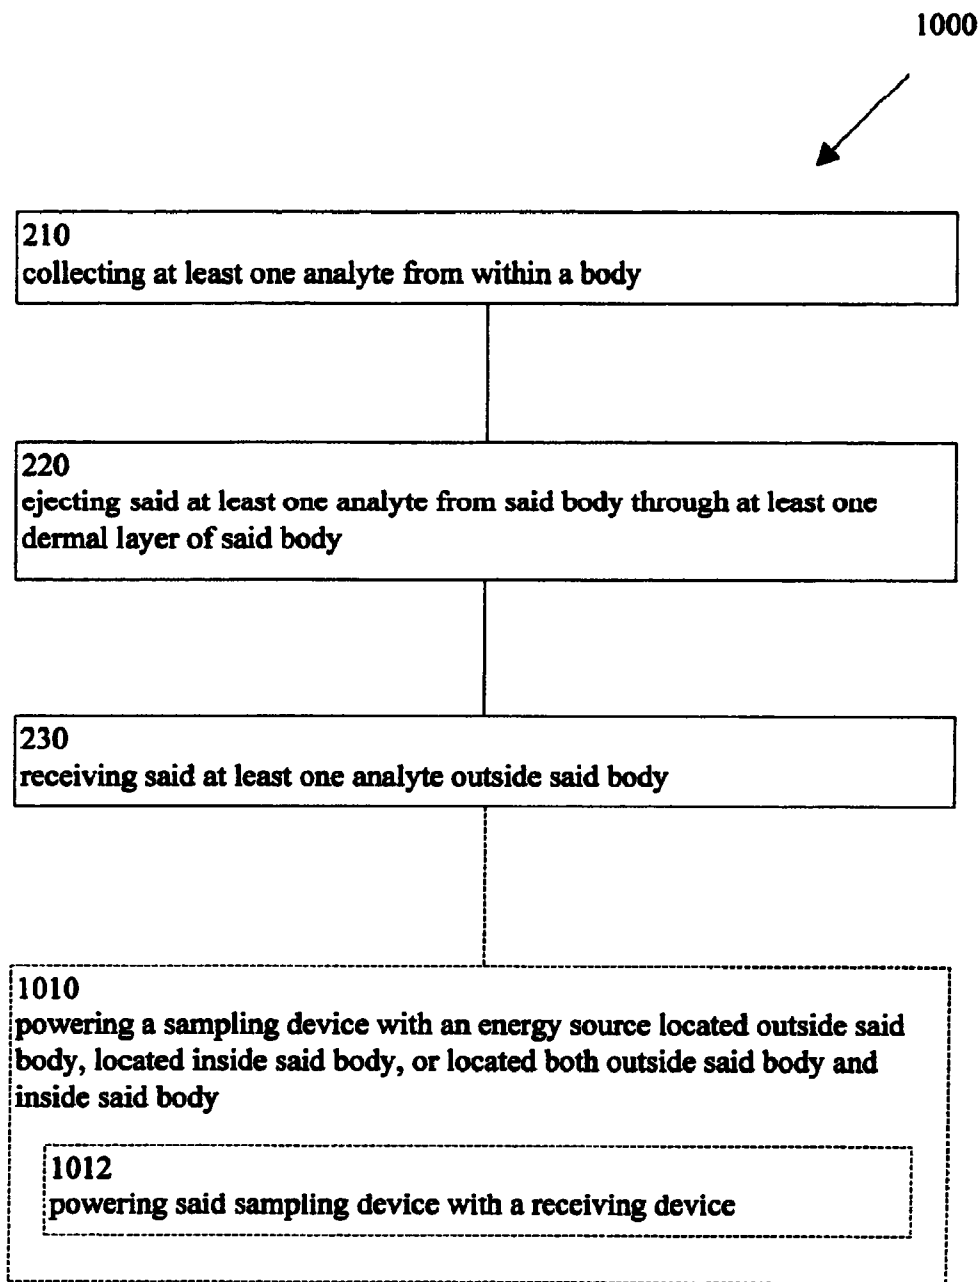 1000
210
collecting at least one analyte from within a body
220
ejecting said at least one analyte from said body through at least one
dermal layer of said body
230
receiving said at least one analyte outside said body
1010
powering a sampling device with an energy source located outside said
body, located inside said body, or located both outside said body and
inside said body
1012
powering said sampling device with a receiving device